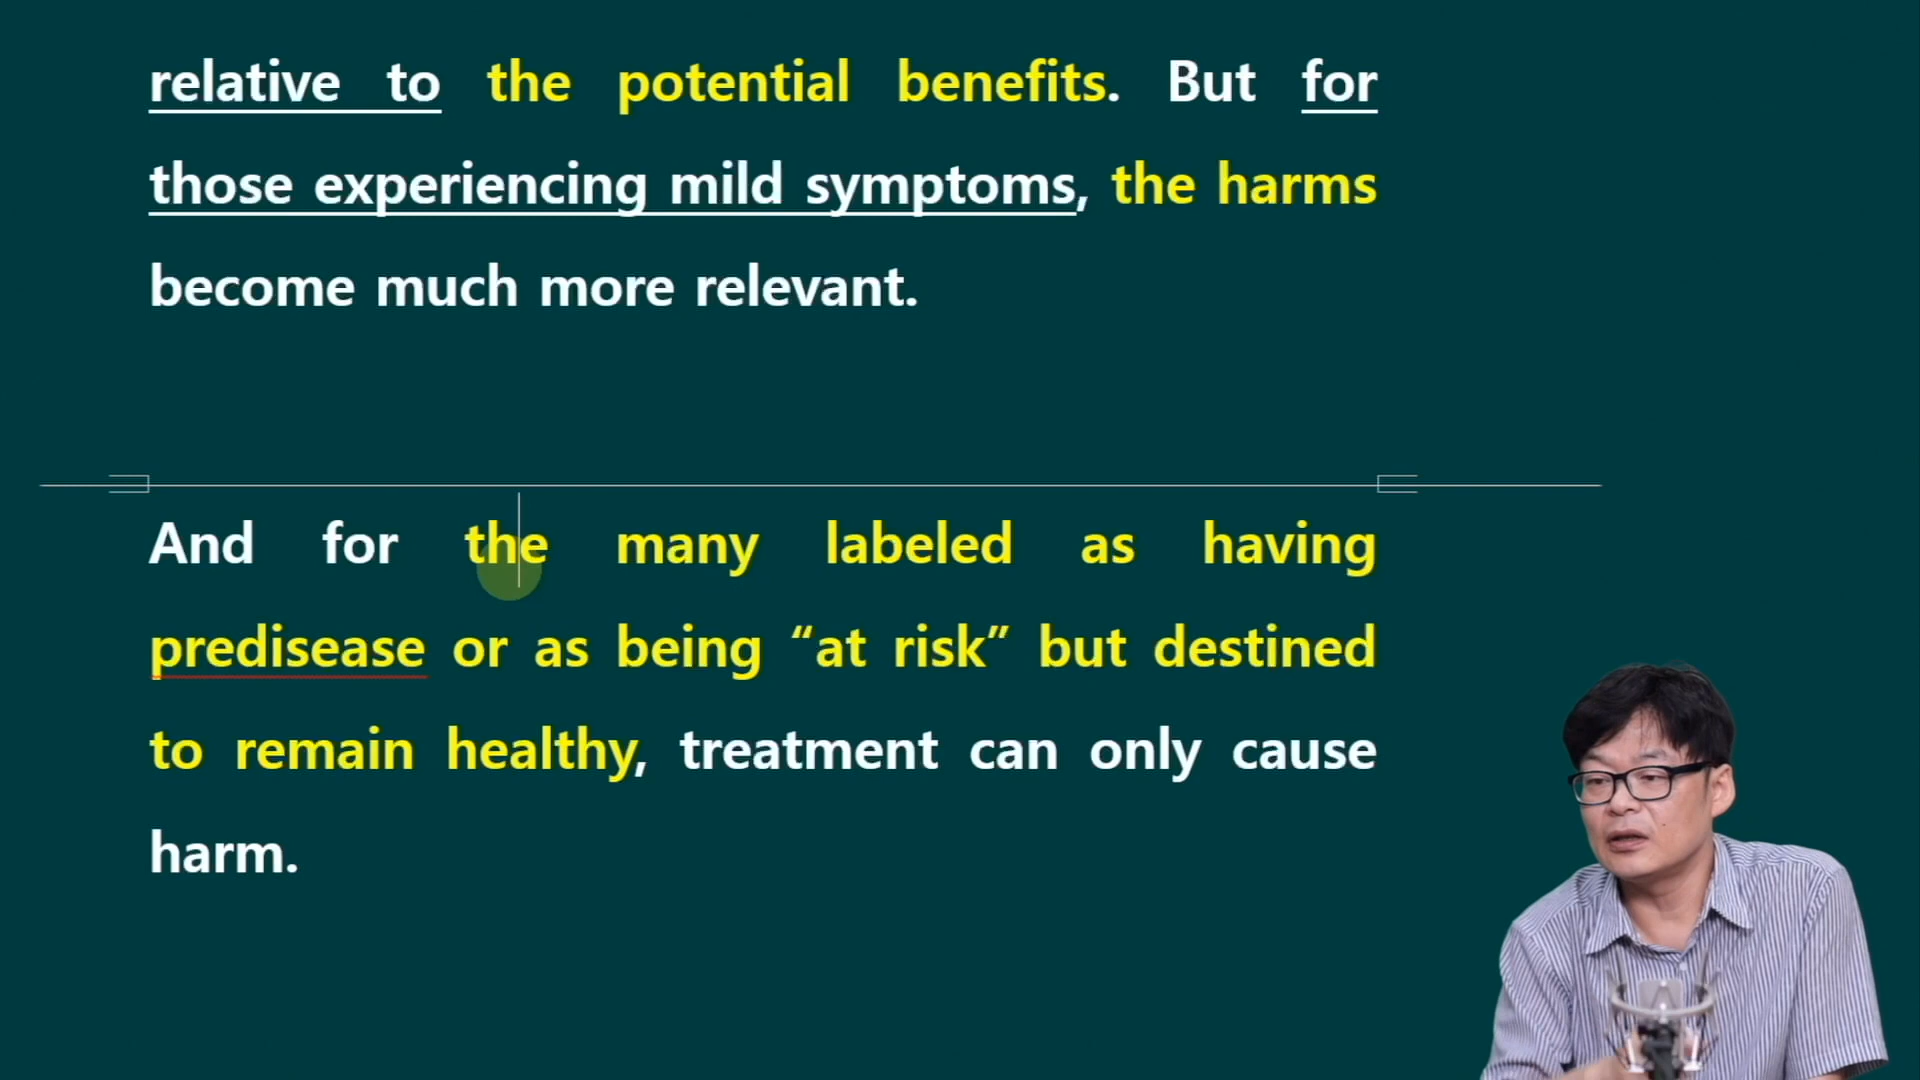 relative to the potential benefits. But for
those experiencing mild symptoms, the harms
become much more relevant.
And for the many labeled as having
predisease or as being “at risk” but destined
to remain healthy, treatment can only cause
harm.